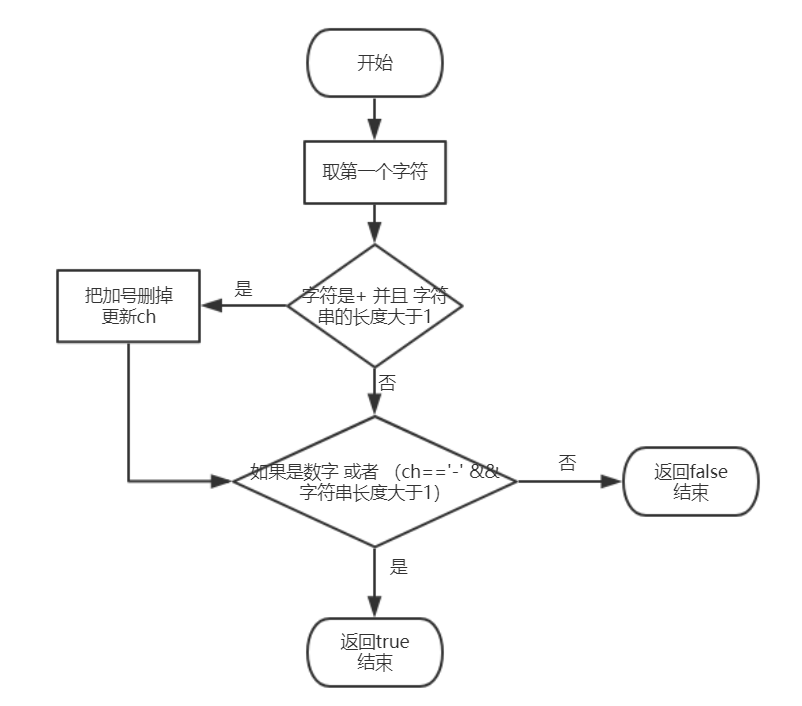 开始
取第一个字符
字符是+ 并且 字符
串的长度大于1
是
把加号删掉
更新ch
否
如果是数字 或者 （ch=='-' &&
字符串长度大于1）
否
返回false
结束
是
返回true
结束